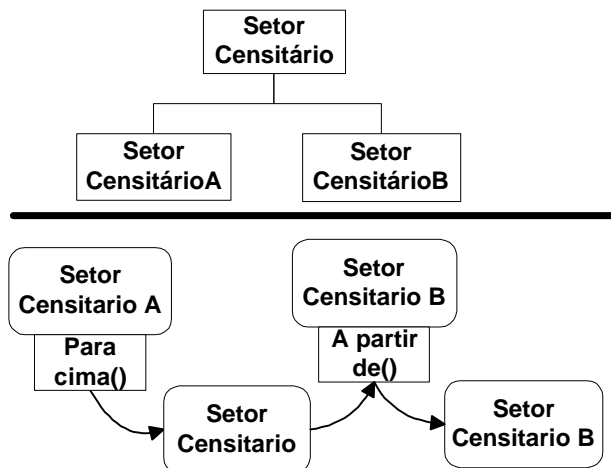 Setor
Censitário
Setor
CensitárioA
Setor
CensitárioB
Setor
Censitario A
Para
cima()
Setor
Censitario
Setor
Censitario B
A partir
de()
Setor
Censitario B